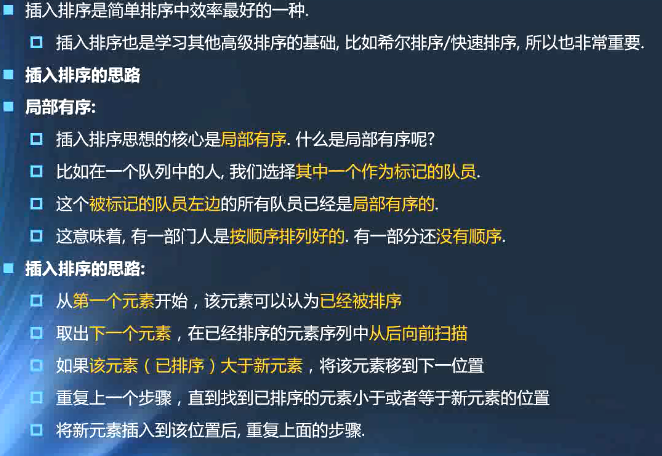 插入排序是简单排序中效率最好的一种.
插入排序也是学习其他高级排序的基础, 比如希尔排序/快速排序, 所以也非常重要.
插入排序的思路
局部有序:
插入排序思想的核心是局部有序. 什么是局部有序呢?
比如在一个队列中的人, 我们选择其中一个作为标记的队员.
这个被标记的队员左边的所有队员已经是局部有序的.
这意味着, 有一部门人是按顺序排列好的. 有一部分还没有顺序.
插入排序的思路:
从第一个元素开始，该元素可以认为已经被排序
取出下一个元素，在已经排序的元素序列中从后向前扫描
如果该元素（已排序）大于新元素，将该元素移到下一位置
重复上一个步骤，直到找到已排序的元素小于或者等于新元素的位置
将新元素插入到该位置后, 重复上面的步骤.